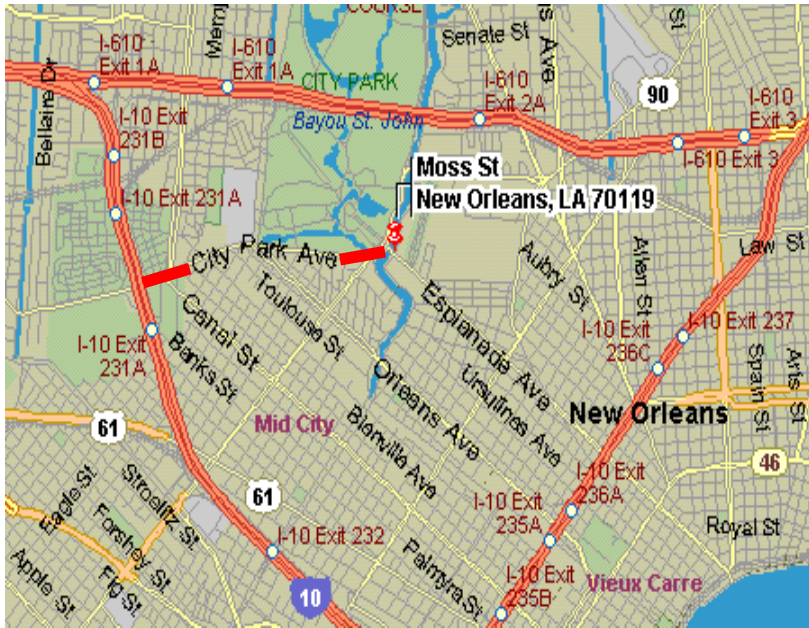 COURSE
Senate St
s Ave
St
Memp
I-610
Exit 1A
I-610
Exit 1A
CITY PARK
I-610
Exit 2A
90
I-610
Exit 3
Bellaire Dr
I-10 Exit
231B
Bayou St. John
I-610 Exit 3
Moss St
New Orleans, LA 70119
I-10 Exit 231A
City Park Ave
Aubry St
Allen St
Law St
Toulouse St
Esplanade Ave
Canal St
I-10 Exit
231A
Banks St
I-10 Exit 237
I-10 Exit
236C
Orleans Ave
Ursulines Ave
Spain St
Arts St
New Orleans
61
Mid City
Bienville Ave
46
Eagle St
Stroelitz St
61
I-10 Exit
236A
I-10 Exit
235A
Forshey St
Royal St
I-10 Exit 232
Apple St
Fig St
10
Palmyra St
I-10 Exit
235B
Vieux Carre